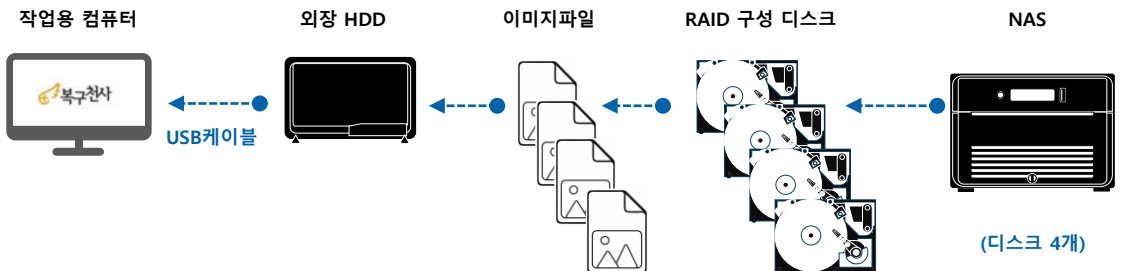 작업용 컴퓨터
외장 HDD
이미지파일
RAID 구성 디스크
NAS
복구천사
USB케이블
(디스크 4개)